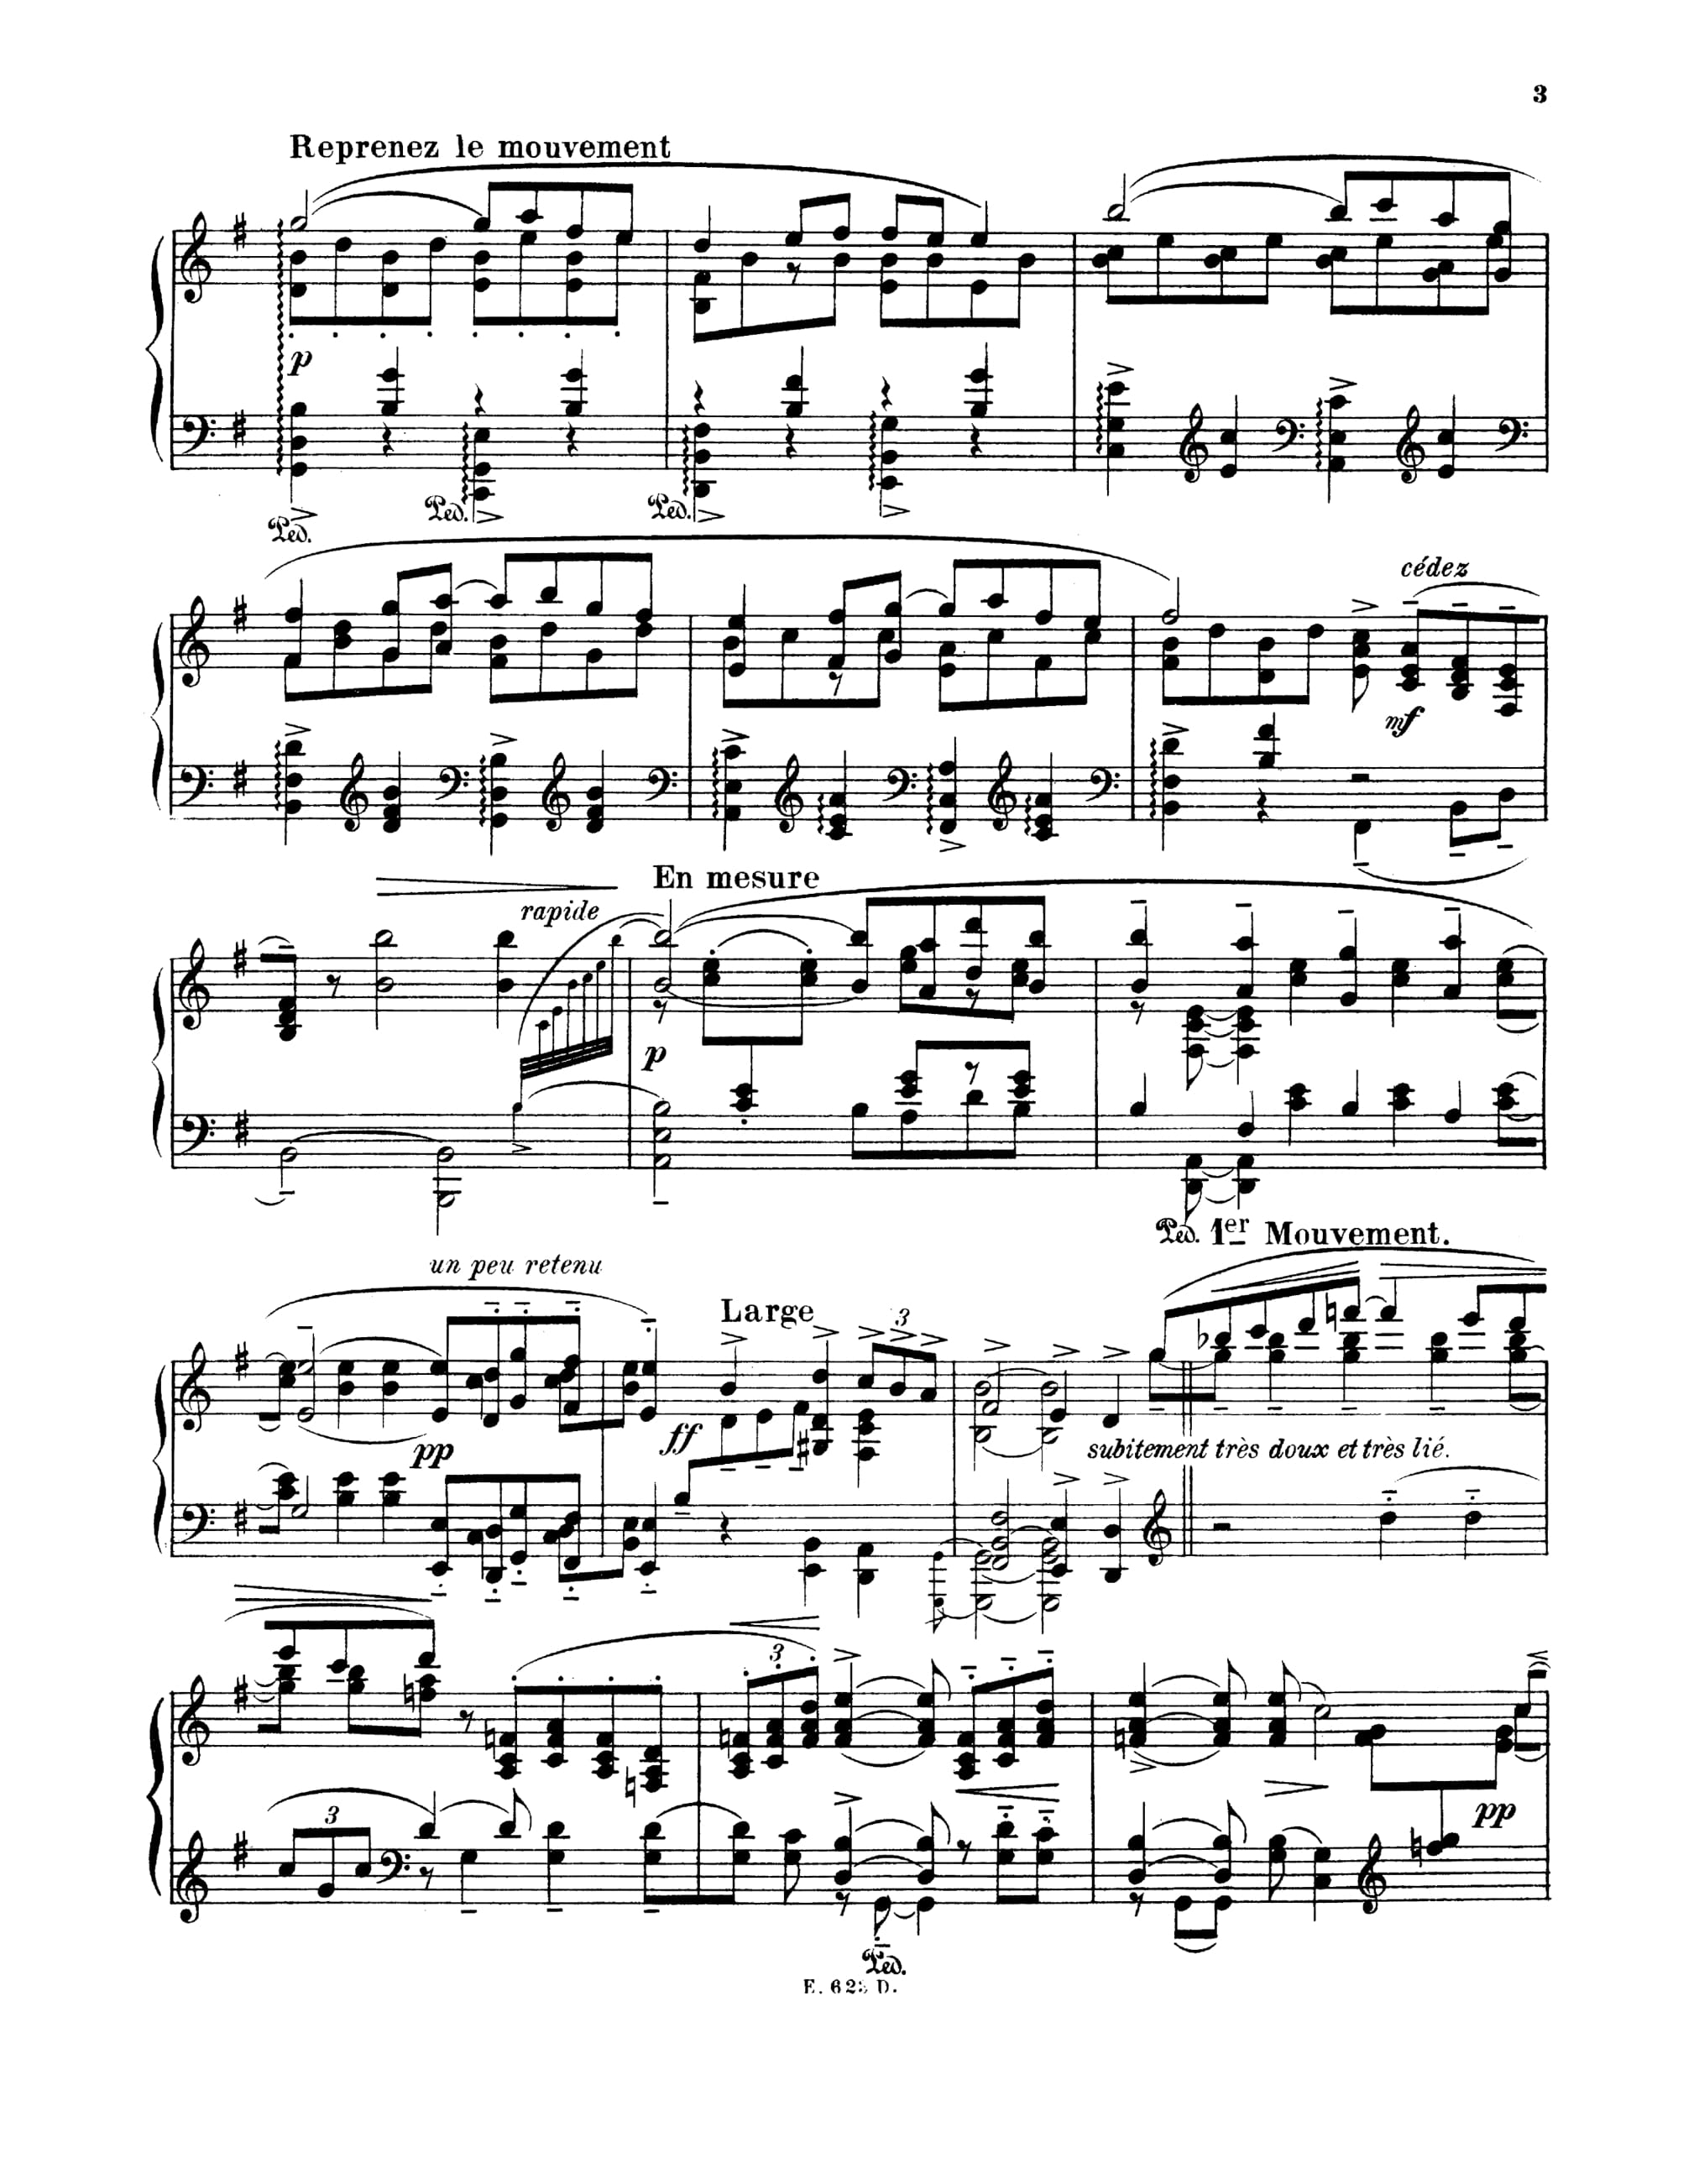 3
Reprenez le mouvement
p
Ped.
Ped.
Ped.
cédez
mf
En mesure
rapide
p
Ped.
1er Mouvement.
un peu retenu
Large
3
pp
ff
subitement très doux et très lié.
3
3
pp
Ped.